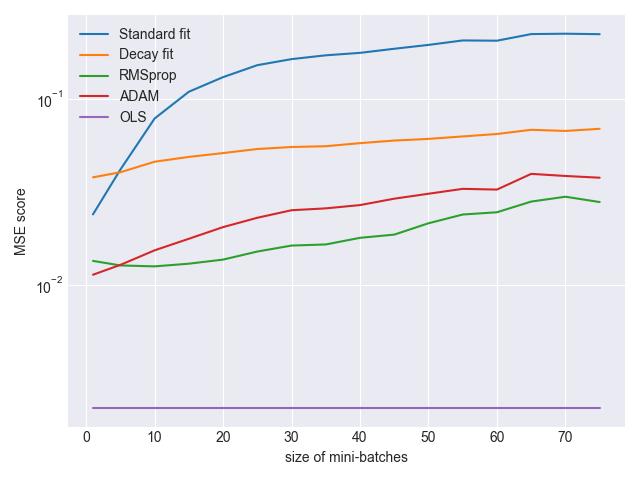 Standard fit
Decay fit
RMSprop
ADAM
OLS
10⁻¹
10⁻²
MSE score
0 10 20 30 40 50 60 70
size of mini-batches